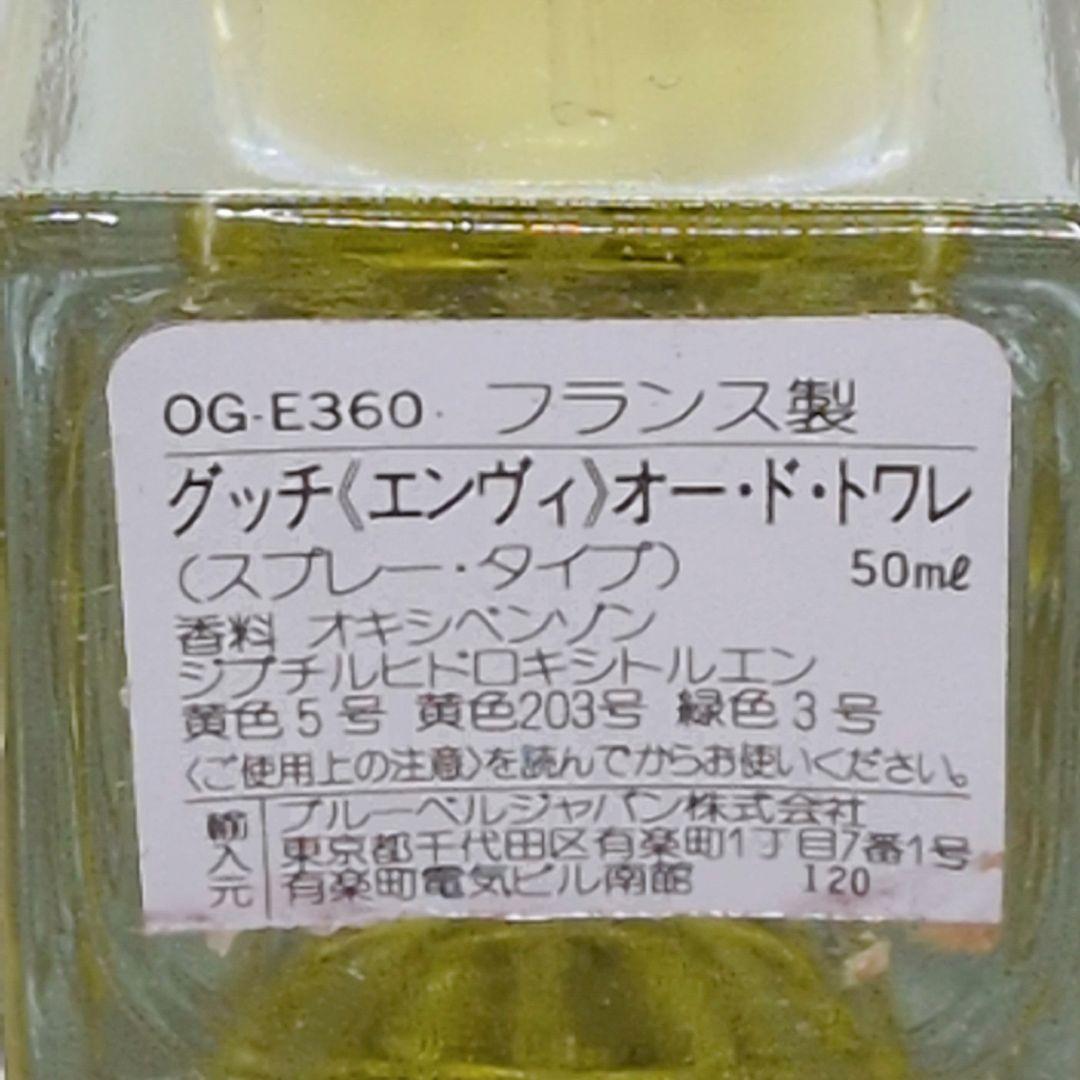 OG-E360 フランス製
グッチ《エンヴィ》オー・ド・トワレ
(スプレー・タイプ) 50mℓ
香料 オキシベンゾン
ジブチルヒドロキシトルエン
黄色5号 黄色203号 緑色3号
〈ご使用上の注意〉を読んでからお使いください。
輸入元
ブルーベルジャパン株式会社
東京都千代田区有楽町1丁目7番1号
有楽町電気ビル南館 120